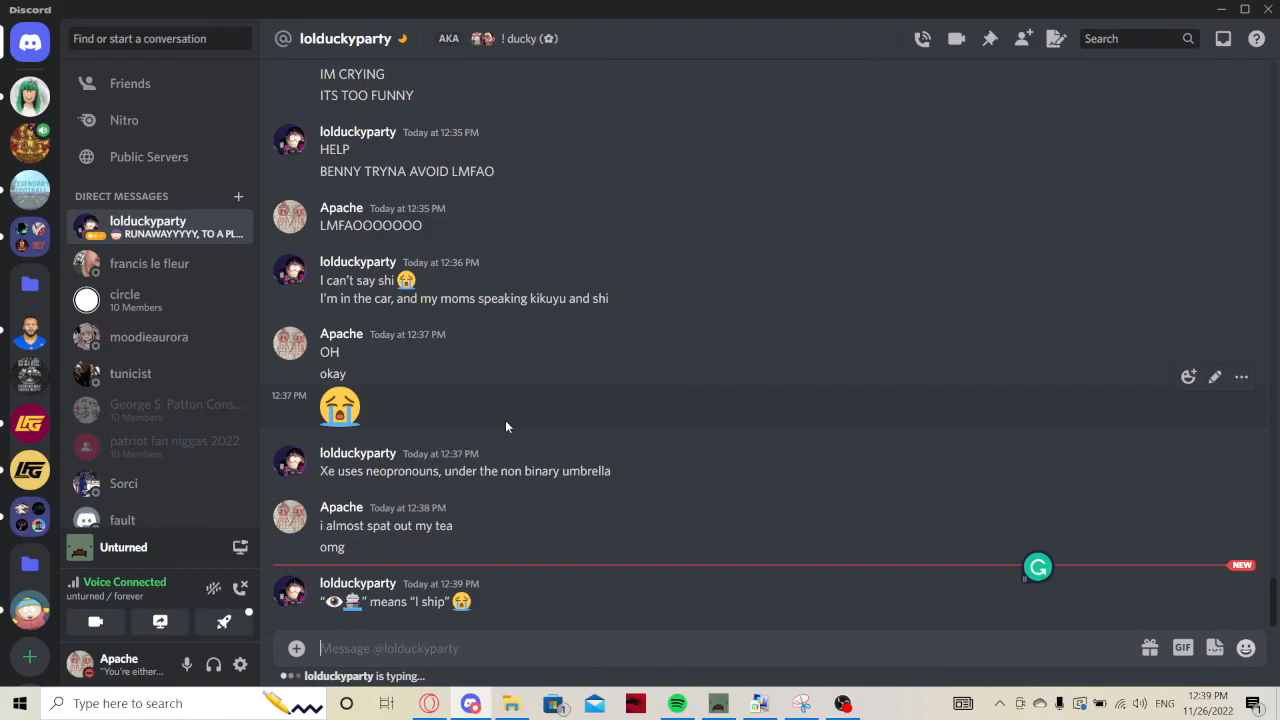 Discord
Find or start a conversation
lolduckyparty
AKA
! ducky (✿)
Search
Friends
Nitro
Public Servers
DIRECT MESSAGES
lolduckyparty
RUNAWAYYYYY, TO A PL...
francis le fleur
circle
10 Members
moodieaurora
tunicist
George S. Patton Cons...
10 Members
patriot fan niggas 2022
10 Members
Sorci
fault
Unturned
Voice Connected
unturned / forever
Apache
"You're either...
IM CRYING
ITS TOO FUNNY
lolduckyparty Today at 12:35 PM
HELP
BENNY TRYNA AVOID LMFAO
Apache Today at 12:35 PM
LMFAOOOOOOO
lolduckyparty Today at 12:36 PM
I can't say shi 😭
I'm in the car, and my moms speaking kikuyu and shi
Apache Today at 12:37 PM
OH
okay
12:37 PM 😭
lolduckyparty Today at 12:37 PM
Xe uses neopronouns, under the non binary umbrella
Apache Today at 12:38 PM
i almost spat out my tea
omg
NEW
lolduckyparty Today at 12:39 PM
“👁️🚢” means “I ship” 😭
Message @lolduckyparty
GIF
lolduckyparty is typing...
Type here to search
12:39 PM
11/26/2022